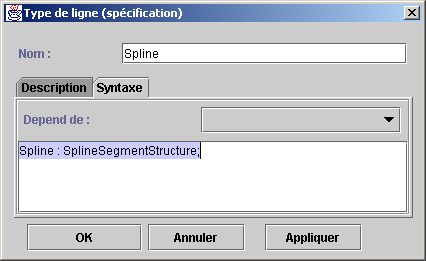 Type de ligne (spécification)
Nom :
Spline
Description
Syntaxe
Depend de :
Spline : SplineSegmentStructure;
OK
Annuler
Appliquer